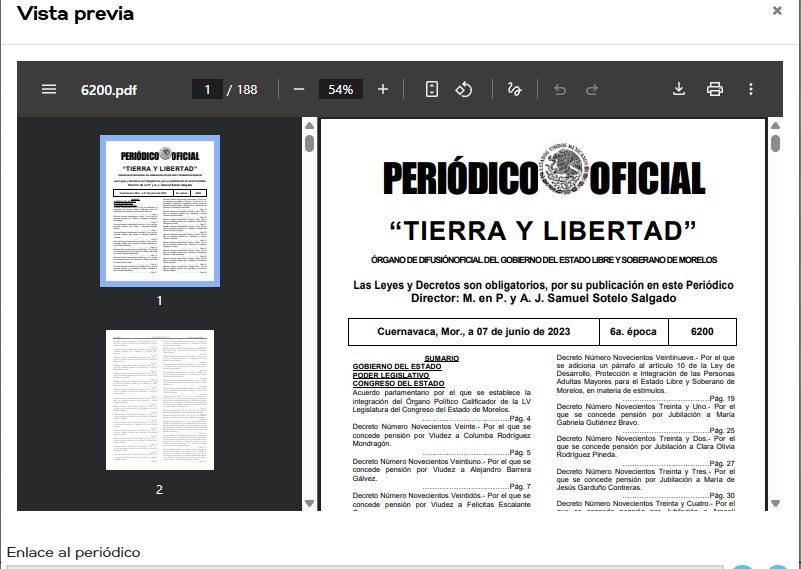 Vista previa
×
6200.pdf
1 / 188
54%
PERIÓDICO OFICIAL
“TIERRA Y LIBERTAD”
1
2
ESTADOS UNIDOS MEXICANOS
PERIÓDICO OFICIAL
“TIERRA Y LIBERTAD”
ÓRGANO DE DIFUSIÓNOFICIAL DEL GOBIERNO DEL ESTADO LIBRE Y SOBERANO DE MORELOS
Las Leyes y Decretos son obligatorios, por su publicación en este Periódico
Director: M. en P. y A. J. Samuel Sotelo Salgado
Cuernavaca, Mor., a 07 de junio de 2023 6a. época 6200
SUMARIO
GOBIERNO DEL ESTADO
PODER LEGISLATIVO
CONGRESO DEL ESTADO
Acuerdo parlamentario por el que se establece la
integración del Órgano Político Calificador de la LV
Legislatura del Congreso del Estado de Morelos.
……………………………Pág. 4
Decreto Número Novecientos Veinte.- Por el que se
concede pensión por Viudez a Columba Rodríguez
Mondragón.
……………………………Pág. 5
Decreto Número Novecientos Veintiuno.- Por el que se
concede pensión por Viudez a Alejandro Barrera
Gálvez.
……………………………Pág. 7
Decreto Número Novecientos Veintidós.- Por el que se
concede pensión por Viudez a Felicitas Escalante
Decreto Número Novecientos Veintinueve.- Por el que
se adiciona un párrafo al artículo 10 de la Ley de
Desarrollo, Protección e Integración de las Personas
Adultas Mayores para el Estado Libre y Soberano de
Morelos, en materia de estímulos.
……………………………Pág. 19
Decreto Número Novecientos Treinta y Uno.- Por el
que se concede pensión por Jubilación a María
Gabriela Gutiérrez Bravo.
……………………………Pág. 25
Decreto Número Novecientos Treinta y Dos.- Por el
que se concede pensión por Jubilación a Clara Olivia
Rodríguez Pineda.
……………………………Pág. 27
Decreto Número Novecientos Treinta y Tres.- Por el
que se concede pensión por Jubilación a María de
Jesús Garduño Contreras.
……………………………Pág. 30
Decreto Número Novecientos Treinta y Cuatro.- Por el
Enlace al periódico